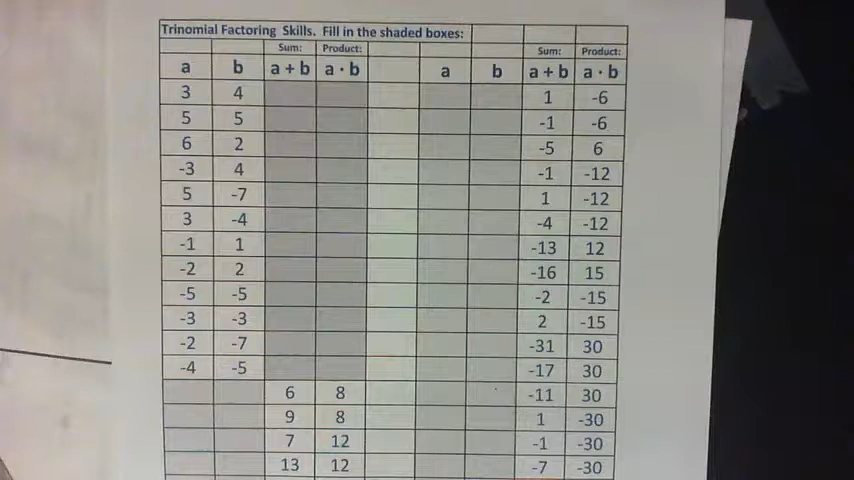 Trinomial Factoring Skills. Fill in the shaded boxes:
Sum: Product: Sum: Product:
a b a + b a · b a b a + b a · b
3 4 1 -6
5 5 -1 -6
6 2 -5 6
-3 4 -1 -12
5 -7 1 -12
3 -4 -4 -12
-1 1 -13 12
-2 2 -16 15
-5 -5 -2 -15
-3 -3 2 -15
-2 -7 -31 30
-4 -5 -17 30
6 8 -11 30
9 8 1 -30
7 12 -1 -30
13 12 -7 -30